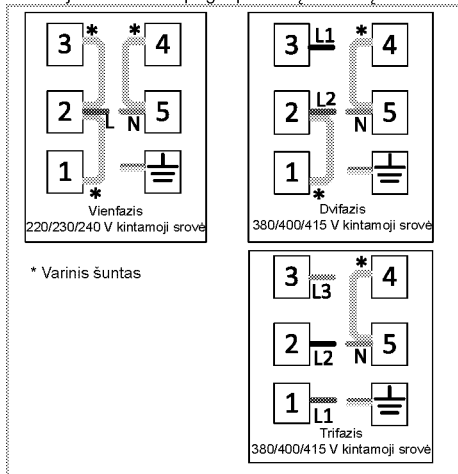 3 * * 4
2 L N 5
1 *
Vienfazis
220/230/240 V kintamoji srovė
3 L1 * 4
2 L2 N 5
1 *
Dvifazis
380/400/415 V kintamoji srovė
* Varinis šuntas
3 L3 * 4
2 L2 N 5
1 L1
Trifazis
380/400/415 V kintamoji srovė